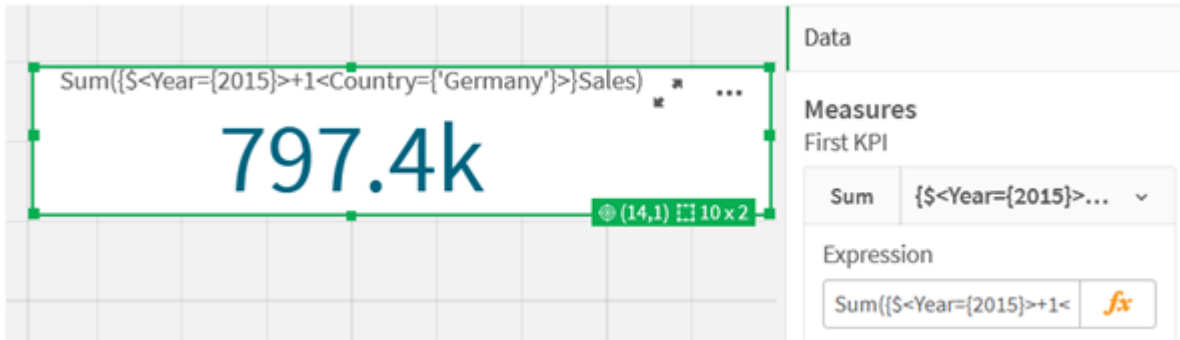 Sum({$<Year={2015}>+1<Country={'Germany'}>}Sales)
...
797.4k
(14,1) 10 x 2
Data
Measures
First KPI
Sum {$<Year={2015}>...
Expression
Sum({$<Year={2015}>+1< fx